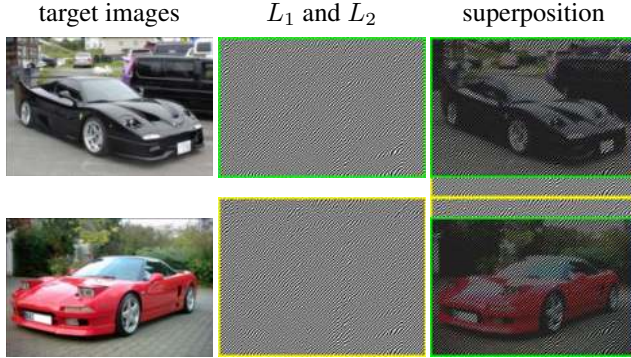 target images
L₁ and L₂
superposition